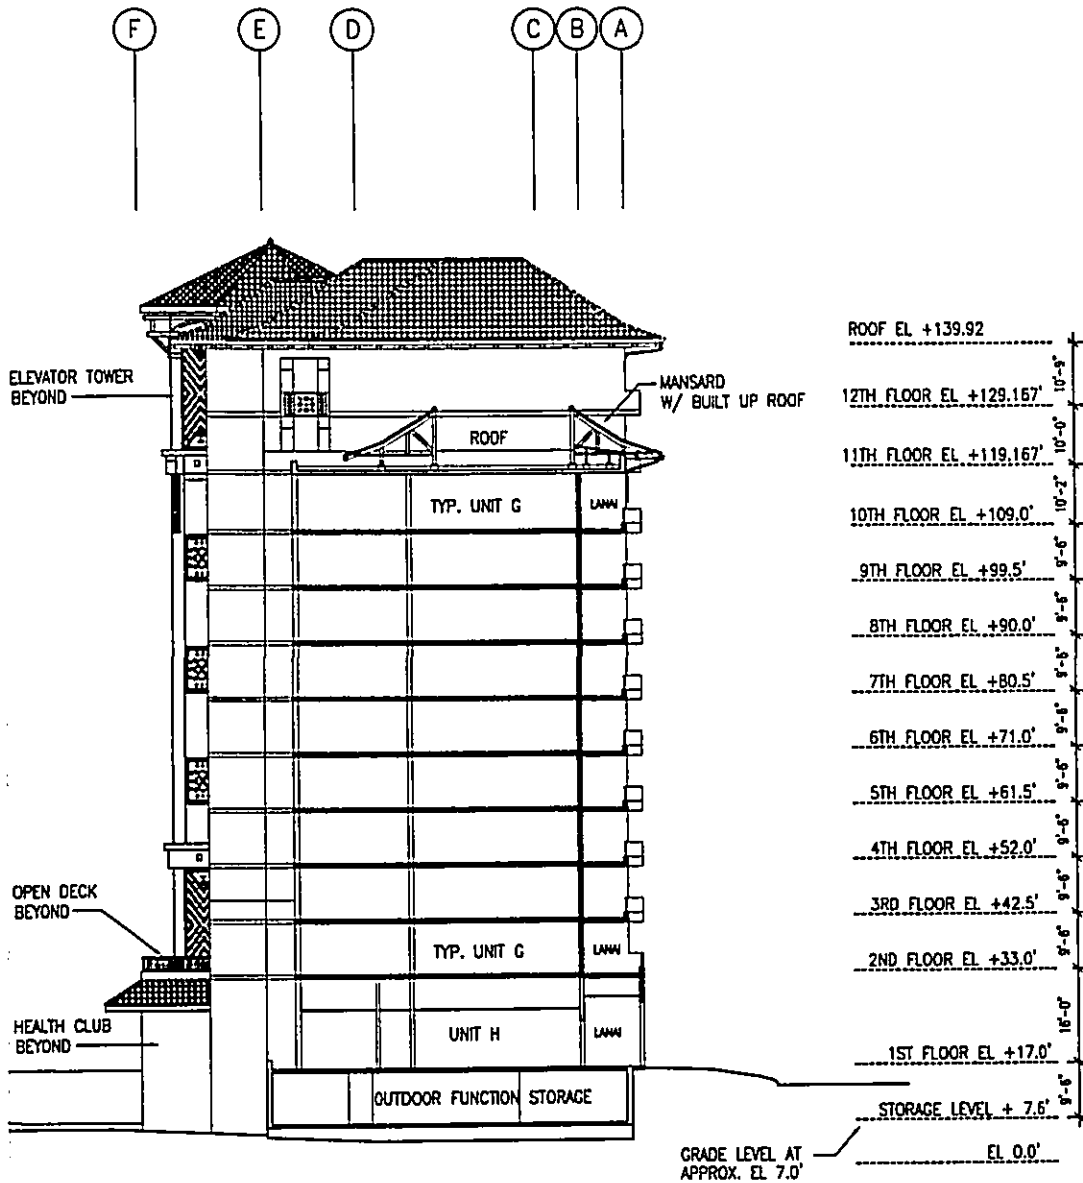 F E D C B A
ROOF EL +139.92
10'-9"
ELEVATOR TOWER
BEYOND
MANSARD
W/ BUILT UP ROOF
12TH FLOOR EL +129.167'
10'-0"
ROOF
11TH FLOOR EL +119.167'
10'-2"
TYP. UNIT G
LANAI
10TH FLOOR EL +109.0'
9'-6"
9TH FLOOR EL +99.5'
9'-6"
8TH FLOOR EL +90.0'
9'-6"
7TH FLOOR EL +80.5'
9'-6"
6TH FLOOR EL +71.0'
9'-6"
5TH FLOOR EL +61.5'
9'-6"
4TH FLOOR EL +52.0'
9'-6"
OPEN DECK
BEYOND
3RD FLOOR EL +42.5'
9'-6"
TYP. UNIT G
LANAI
2ND FLOOR EL +33.0'
16'-0"
HEALTH CLUB
BEYOND
UNIT H
LANAI
1ST FLOOR EL +17.0'
9'-6"
OUTDOOR FUNCTION STORAGE
STORAGE LEVEL + 7.6'
GRADE LEVEL AT
APPROX. EL 7.0'
EL 0.0'